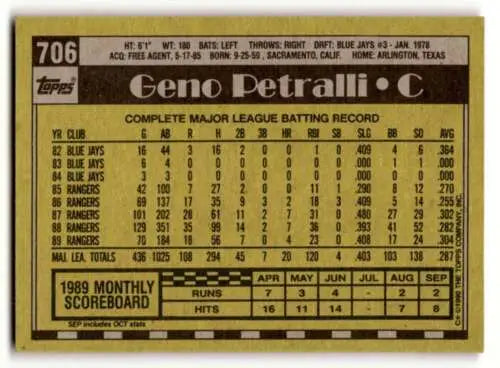 706
Topps
HT: 6'1" WT: 180 BATS: LEFT THROWS: RIGHT DRFT: BLUE JAYS #3 - JAN. 1978
ACQ: FREE AGENT, 5-17-85 BORN: 9-25-59, SACRAMENTO, CALIF. HOME: ARLINGTON, TEXAS
Geno Petralli • C
COMPLETE MAJOR LEAGUE BATTING RECORD
YR CLUB G AB R H 2B 3B HR RBI SB SLG BB SO AVG
82 BLUE JAYS 16 44 3 16 2 0 0 1 0 .409 4 6 .364
83 BLUE JAYS 6 4 0 0 0 0 0 0 0 .000 1 1 .000
84 BLUE JAYS 3 3 0 0 0 0 0 0 0 .000 0 0 .000
85 RANGERS 42 100 7 27 2 0 0 11 1 .290 8 12 .270
86 RANGERS 69 137 17 35 9 3 2 18 3 .409 5 14 .255
87 RANGERS 101 202 28 61 11 2 7 31 0 .480 27 29 .302
88 RANGERS 129 351 35 99 14 2 7 36 0 41 52 .282
89 RANGERS 70 184 18 56 7 0 4 23 0 .408 17 24 .304
MAJ. LEA. TOTALS 436 1025 108 294 45 7 20 120 4 .403 103 138 .287
1989 MONTHLY
SCOREBOARD
SEP includes OCT stats
APR MAY JUN JUL AUG SEP
RUNS 7 3 4 - 2 2
HITS 16 11 14 - 7 8
©1990 THE TOPPS COMPANY, INC.